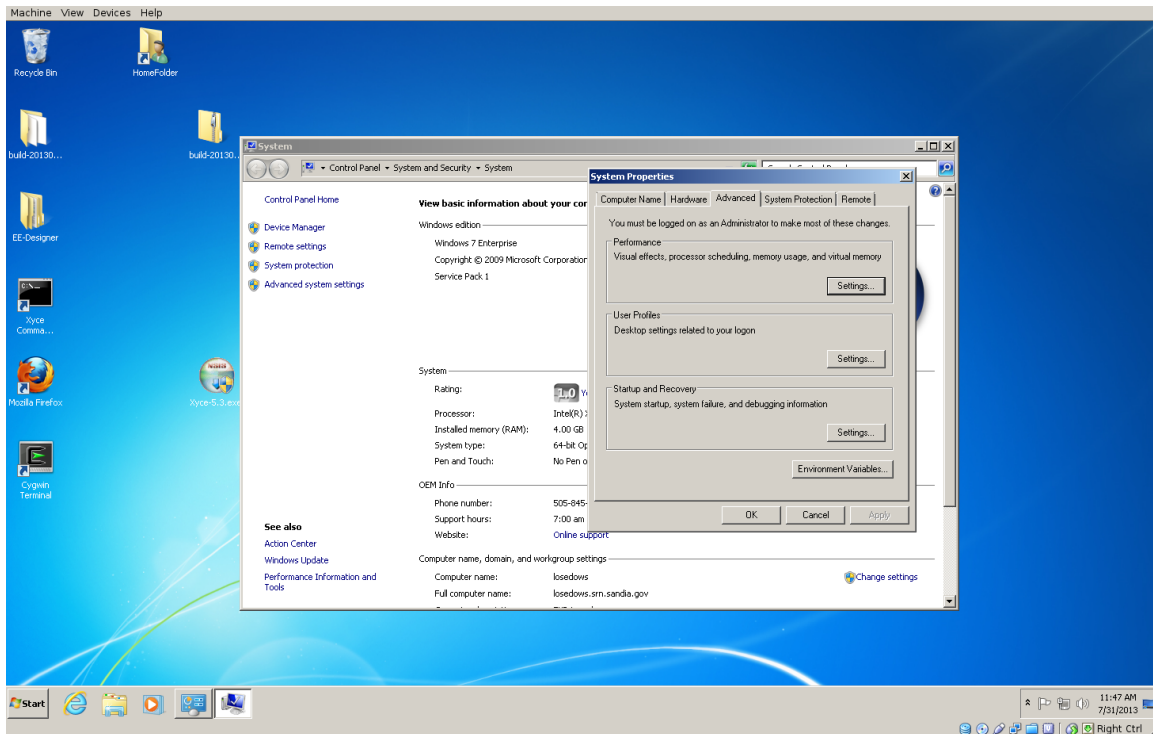 Machine View Devices Help
Recycle Bin
HomeFolder
build-20130...
build-20130...
EE-Designer
Xyce
Comma...
Mozilla Firefox
Xyce-5.3.exe
Cygwin
Terminal
System
Control Panel System and Security System
Control Panel Home
Device Manager
Remote settings
System protection
Advanced system settings
See also
Action Center
Windows Update
Performance Information and
Tools
View basic information about your cor
Windows edition
Windows 7 Enterprise
Copyright © 2009 Microsoft Corporation
Service Pack 1
System
Rating:
1.0
Processor: Intel(R)
Installed memory (RAM): 4.00 GB
System type: 64-bit Op
Pen and Touch: No Pen o
OEM Info
Phone number: 505-845-
Support hours: 7:00 am
Website: Online support
Computer name, domain, and workgroup settings
Computer name: losedows
Change settings
Full computer name: losedows.srn.sandia.gov
System Properties
Computer Name Hardware Advanced System Protection Remote
You must be logged on as an Administrator to make most of these changes.
Performance
Visual effects, processor scheduling, memory usage, and virtual memory
Settings...
User Profiles
Desktop settings related to your logon
Settings...
Startup and Recovery
System startup, system failure, and debugging information
Settings...
Environment Variables...
OK Cancel Apply
Start
11:47 AM
7/31/2013
Right Ctrl